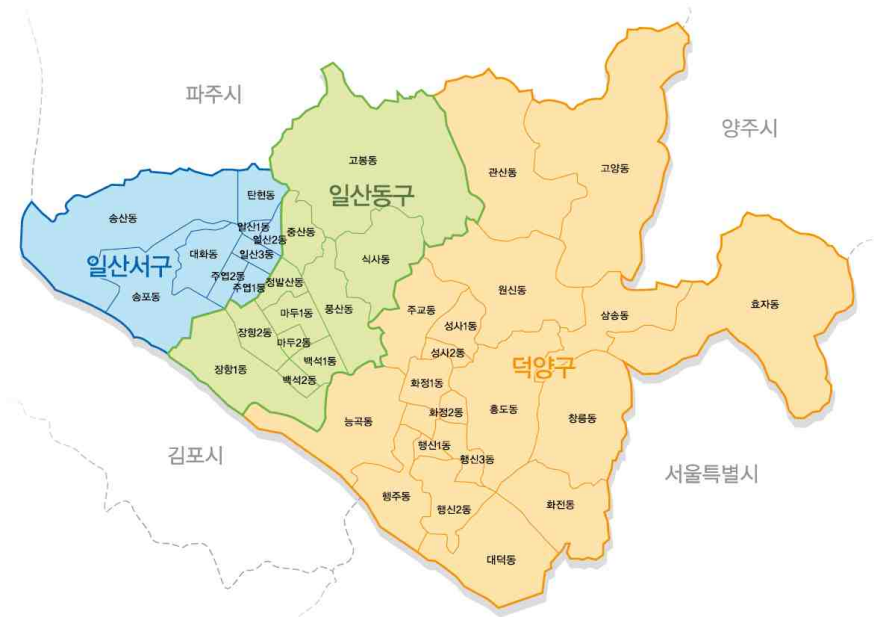 파주시
양주시
고봉동
관산동
고양동
일산동구
탄현동
송산동
일산1동
일산2동
중산동
대화동
일산3동
식사동
일산서구
주엽2동
주엽1동
정발산동
원신동
송포동
효자동
풍산동
주교동
마두1동
삼송동
성사1동
장항2동
마두2동
성사2동
백석1동
덕양구
장항1동
백석2동
화정1동
능곡동
화정2동
흥도동
창릉동
행신1동
김포시
행신3동
서울특별시
행주동
행신2동
화전동
대덕동